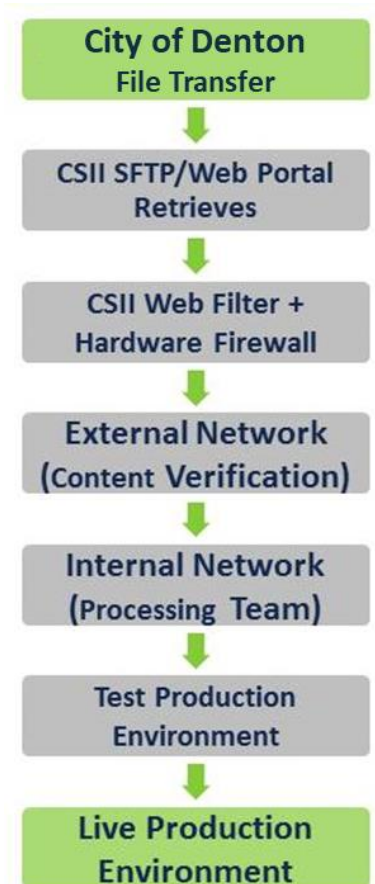 City of Denton
File Transfer
CSII SFTP/Web Portal
Retrieves
CSII Web Filter +
Hardware Firewall
External Network
(Content Verification)
Internal Network
(Processing Team)
Test Production
Environment
Live Production
Environment